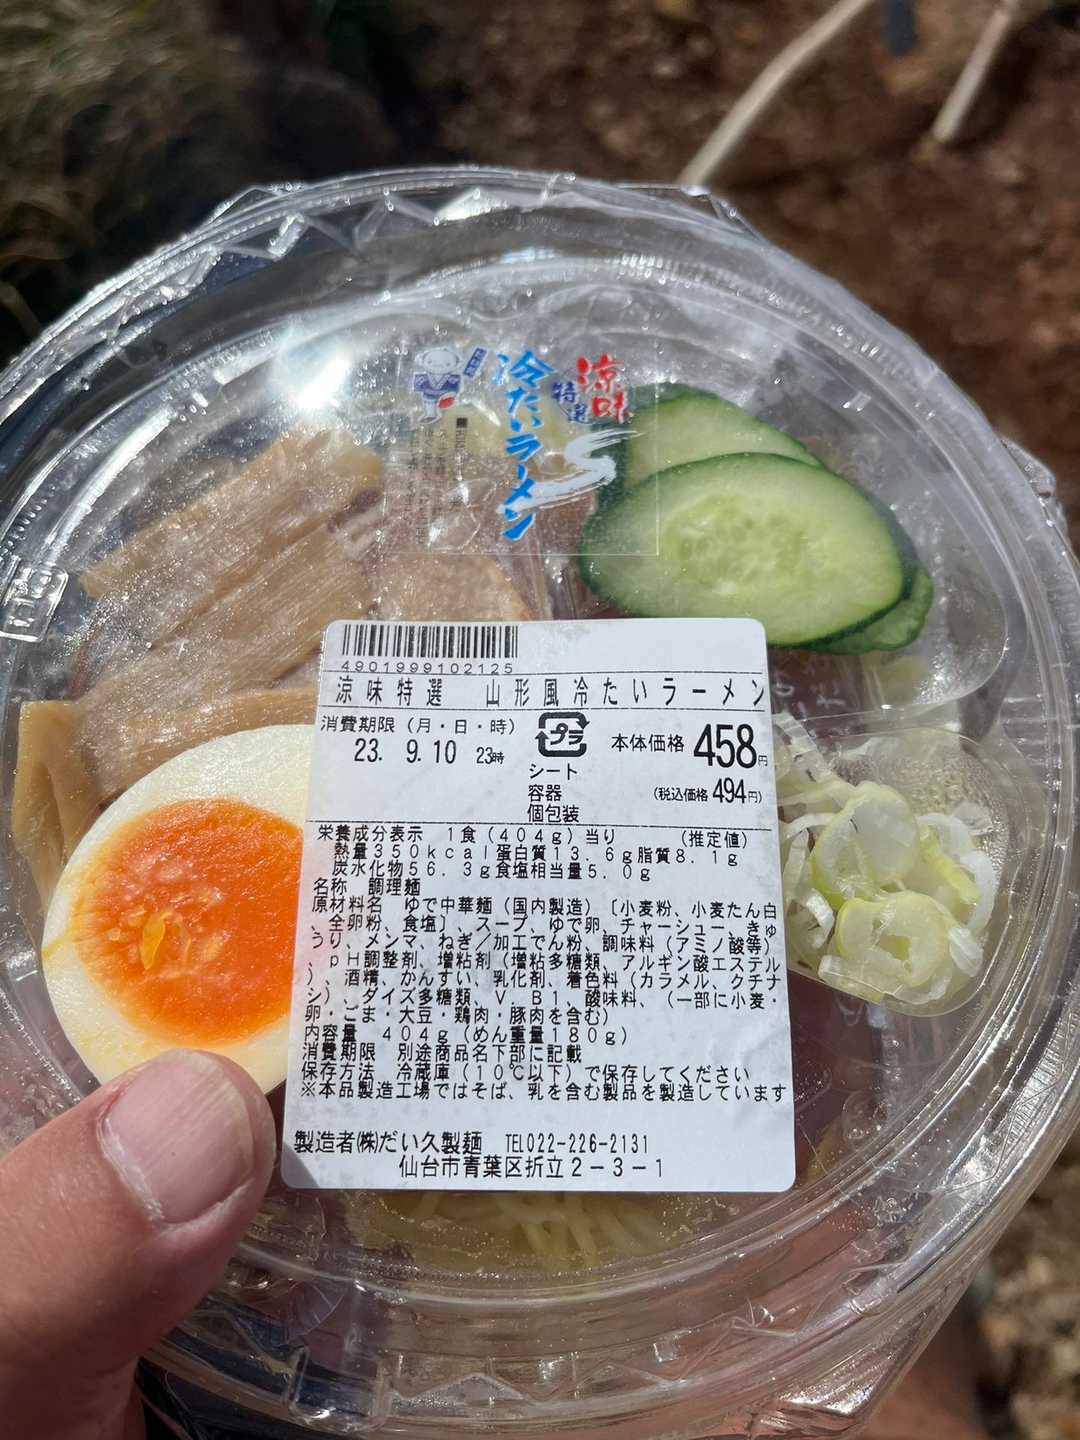 涼味
特選
冷たいラーメン
4901999102125
涼味特選 山形風冷たいラーメン
消費期限(月・日・時)
23. 9.10 23時
プラ
シート
容器
個包装
本体価格 458円
(税込価格 494円)
栄養成分表示 1食(404g)当り (推定値)
熱量350kcal蛋白質13.6g脂質8.1g
炭水化物56.3g食塩相当量5.0g
名称 調理麺
原材料名 ゆで中華麺(国内製造)〔小麦粉、小麦たん白
、全卵粉、食塩〕、スープ、ゆで卵、チャーシュー、きゅ
うり、メンマ、ねぎ/加工でん粉、調味料(アミノ酸等)
、pH調整剤、増粘剤(増粘多糖類、アルギン酸エステル
)、酒精、かんすい、乳化剤、着色料(カラメル、クチナ
シ)、ダイズ多糖類、V.B1、酸味料、(一部に小麦・
卵・ごま・大豆・鶏肉・豚肉を含む)
内容量 404g(めん重量180g)
消費期限 別途商品名下部に記載
保存方法 冷蔵庫(10℃以下)で保存してください
※本品製造工場ではそば、乳を含む製品を製造しています
製造者㈱だい久製麺 TEL022-226-2131
仙台市青葉区折立2-3-1